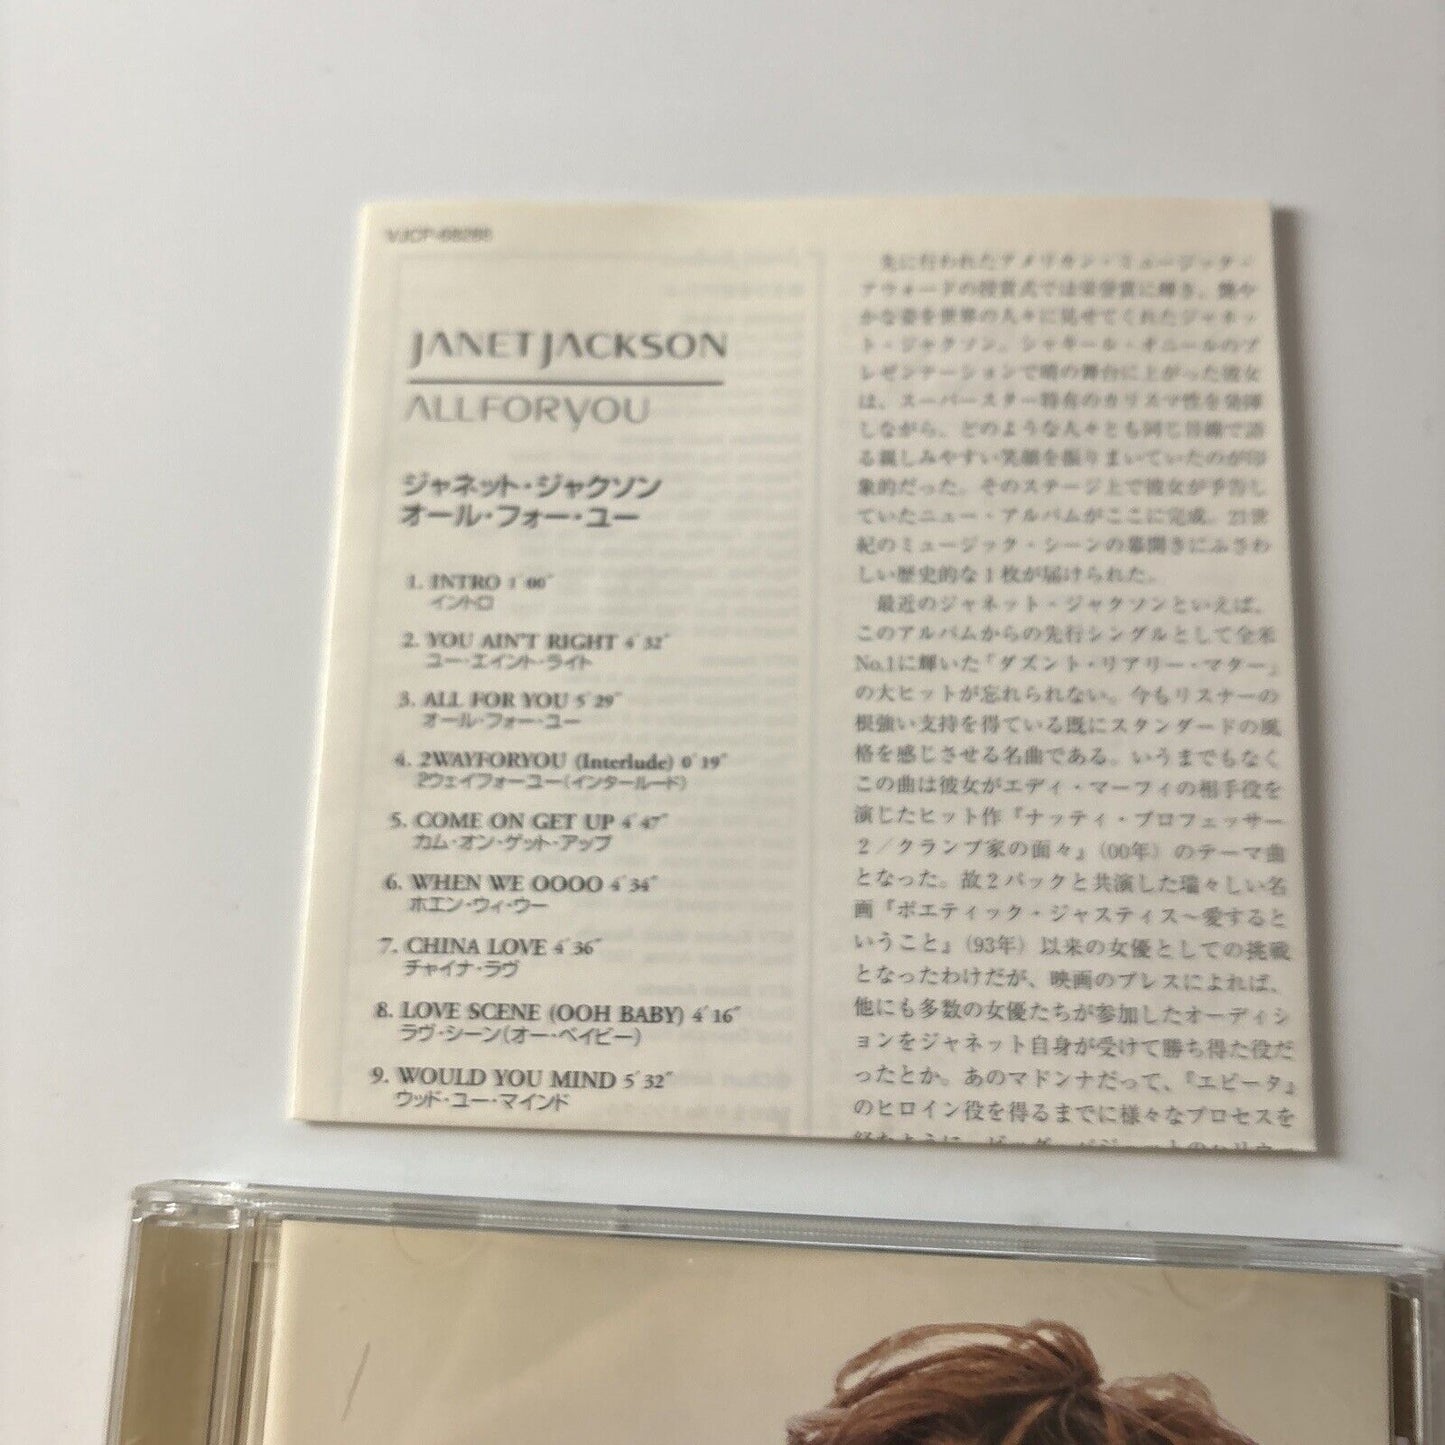 VJCP-68286
JANET JACKSON
ALL FOR YOU
ジャネット・ジャクソン
オール・フォー・ユー
1. INTRO 1´00˝
イントロ
2. YOU AIN'T RIGHT 4´32˝
ユー・エイント・ライト
3. ALL FOR YOU 5´29˝
オール・フォー・ユー
4. 2WAYFORYOU (Interlude) 0´19˝
2ウェイフォーユー(インタールード)
5. COME ON GET UP 4´47˝
カム・オン・ゲット・アップ
6. WHEN WE OOOO 4´34˝
ホエン・ウィ・ウー
7. CHINA LOVE 4´36˝
チャイナ・ラヴ
8. LOVE SCENE (OOH BABY) 4´16˝
ラヴ・シーン(オー・ベイビー)
9. WOULD YOU MIND 5´32˝
ウッド・ユー・マインド
先に行われたアメリカン・ミュージック・
アウォードの授賞式では栄誉賞に輝き、艶や
かな姿を世界の人々に見せてくれたジャネッ
ト・ジャクソン。シャキール・オニールのプ
レゼンテーションで晴の舞台に上がった彼女
は、スーパースター特有のカリスマ性を発揮
しながら、どのような人々とも同じ目線で語
る親しみやすい笑顔を振りまいていたのが印
象的だった。そのステージ上で彼女が予告し
ていたニュー・アルバムがここに完成。21世
紀のミュージック・シーンの幕開きにふさわ
しい歴史的な1枚が届けられた。
最近のジャネット・ジャクソンといえば、
このアルバムからの先行シングルとして全米
No.1に輝いた「ダズント・リアリー・マター」
の大ヒットが忘れられない。今もリスナーの
根強い支持を得ている既にスタンダードの風
格を感じさせる名曲である。いうまでもなく
この曲は彼女がエディ・マーフィの相手役を
演じたヒット作『ナッティ・プロフェッサー
2/クランプ家の面々』(00年)のテーマ曲
となった。故2パックと共演した瑞々しい名
画『ポエティック・ジャスティス〜愛すると
いうこと』(93年)以来の女優としての挑戦
となったわけだが、映画のプレスによれば、
他にも多数の女優たちが参加したオーディシ
ョンをジャネット自身が受けて勝ち得た役だ
ったとか。あのマドンナだって、『エビータ』
のヒロイン役を得るまでに様々なプロセスを